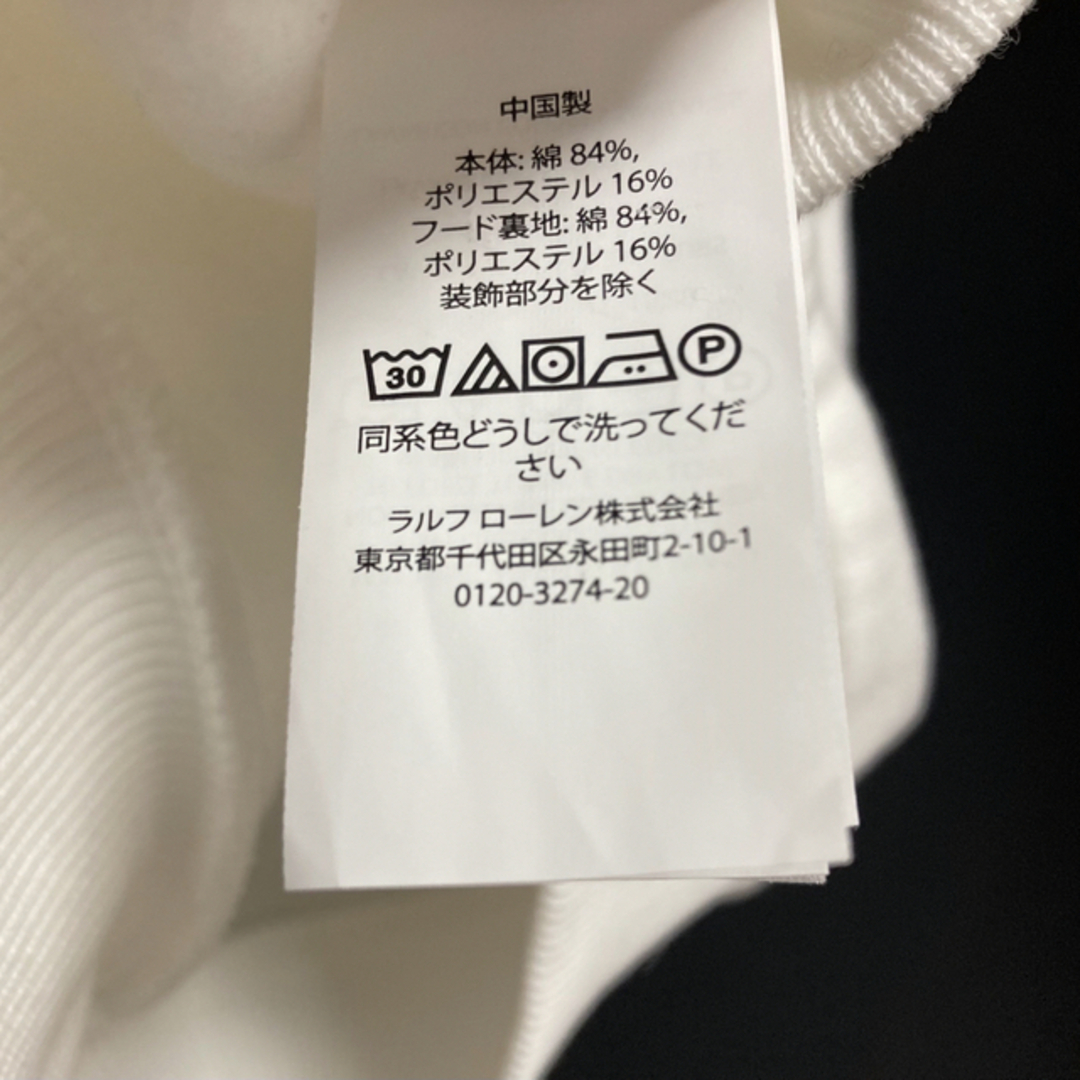 中国製
本体: 綿 84%,
ポリエステル 16%
フード裏地: 綿 84%,
ポリエステル 16%
装飾部分を除く
30 P
同系色どうしで洗ってくだ
さい
ラルフ ローレン株式会社
東京都千代田区永田町2-10-1
0120-3274-20